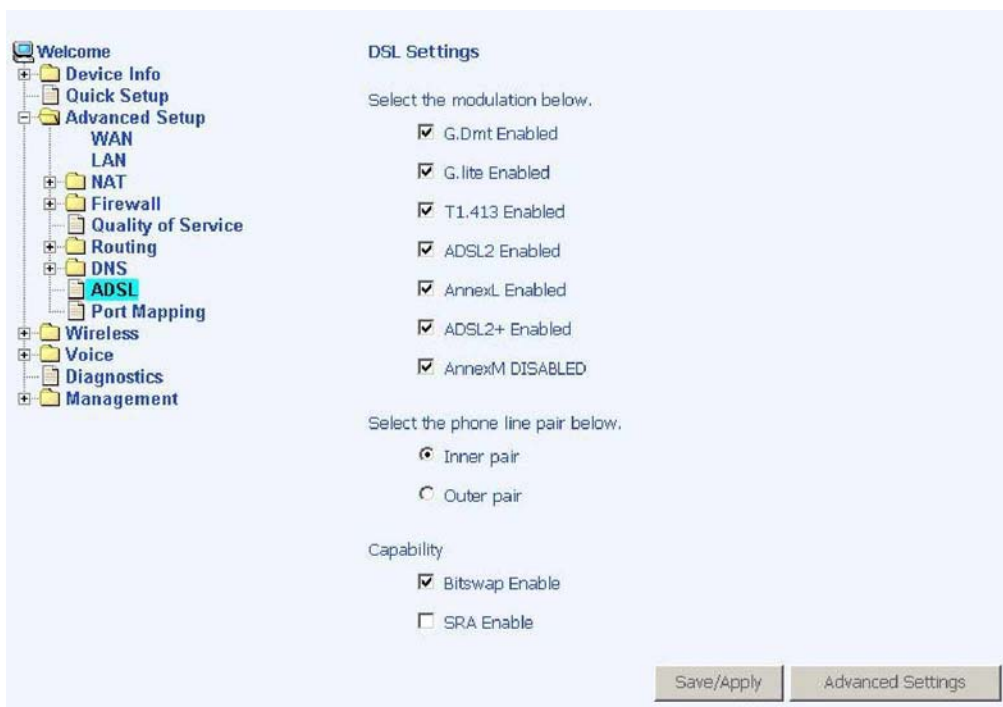 Welcome
Device Info
Quick Setup
Advanced Setup
WAN
LAN
NAT
Firewall
Quality of Service
Routing
DNS
ADSL
Port Mapping
Wireless
Voice
Diagnostics
Management
DSL Settings
Select the modulation below.
G.Dmt Enabled
G.lite Enabled
T1.413 Enabled
ADSL2 Enabled
AnnexL Enabled
ADSL2+ Enabled
AnnexM DISABLED
Select the phone line pair below.
Inner pair
Outer pair
Capability
Bitswap Enable
SRA Enable
Save/Apply
Advanced Settings